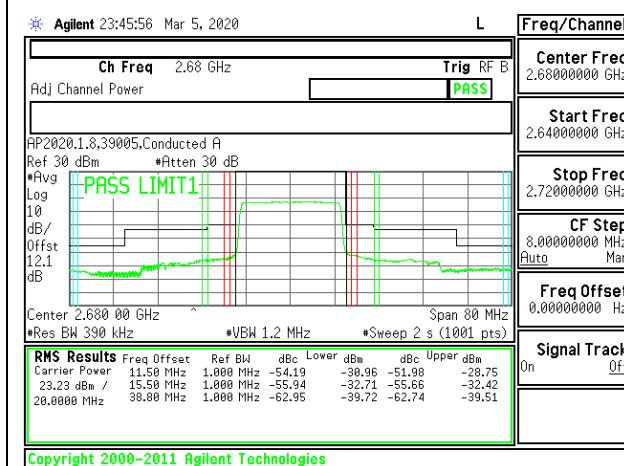 Agilent 23:45:56 Mar 5, 2020 L
Freq/Channel
Ch Freq 2.68 GHz Trig RF B
Adj Channel Power PASS
Center Freq
2.68000000 GHz
Start Freq
2.64000000 GHz
AP2020.1.8,39005,Conducted A
Ref 30 dBm #Atten 30 dB
#Avg
Log
10
dB/
Offst
12.1
dB
PASS LIMIT1
Stop Freq
2.72000000 GHz
CF Step
8.00000000 MHz
Auto Man
Freq Offset
0.00000000 Hz
Center 2.680 00 GHz ^ Span 80 MHz
#Res BW 390 kHz #VBW 1.2 MHz #Sweep 2 s (1001 pts)
Signal Track
On Off
RMS Results Freq Offset Ref BW dBc Lower dBm dBc Upper dBm
Carrier Power 11.50 MHz 1.000 MHz -54.19 -30.96 -51.98 -28.75
23.23 dBm / 15.50 MHz 1.000 MHz -55.94 -32.71 -55.66 -32.42
20.0000 MHz 38.80 MHz 1.000 MHz -62.95 -39.72 -62.74 -39.51
Copyright 2000-2011 Agilent Technologies